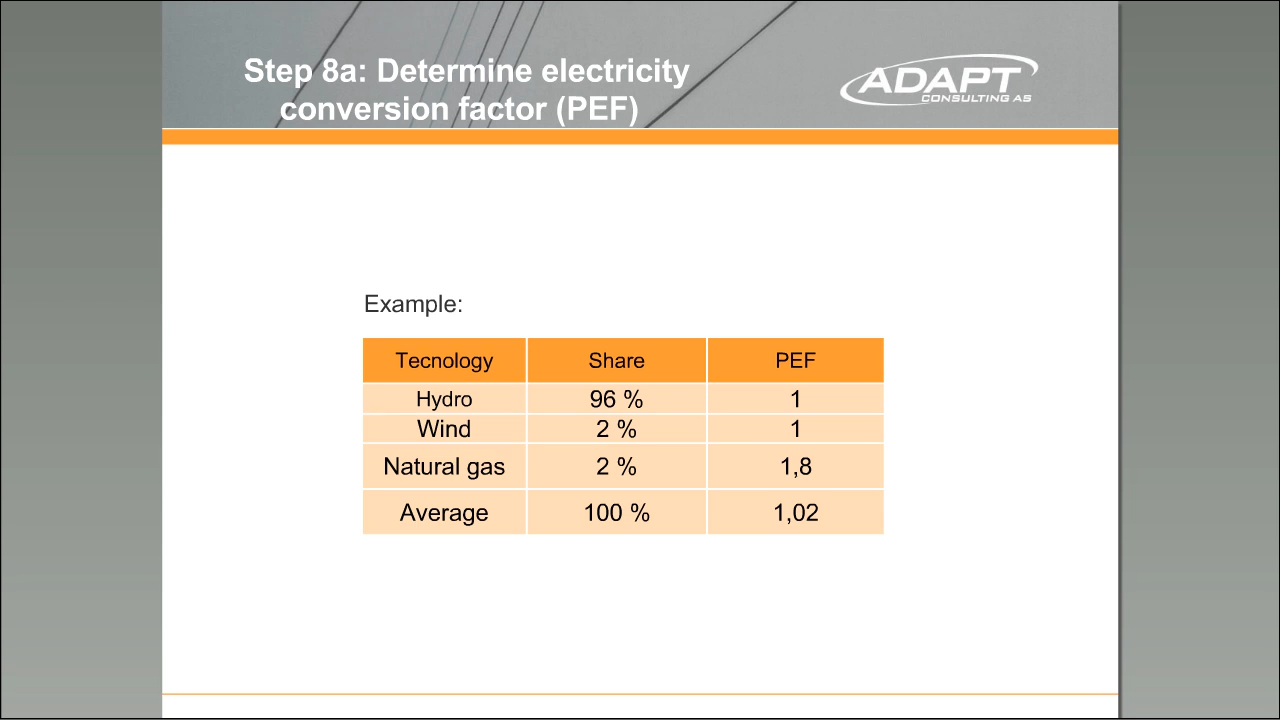 Step 8a: Determine electricity
conversion factor (PEF)
ADAPT
CONSULTING AS
Example:
Tecnology Share PEF
Hydro 96 % 1
Wind 2 % 1
Natural gas 2 % 1,8
Average 100 % 1,02